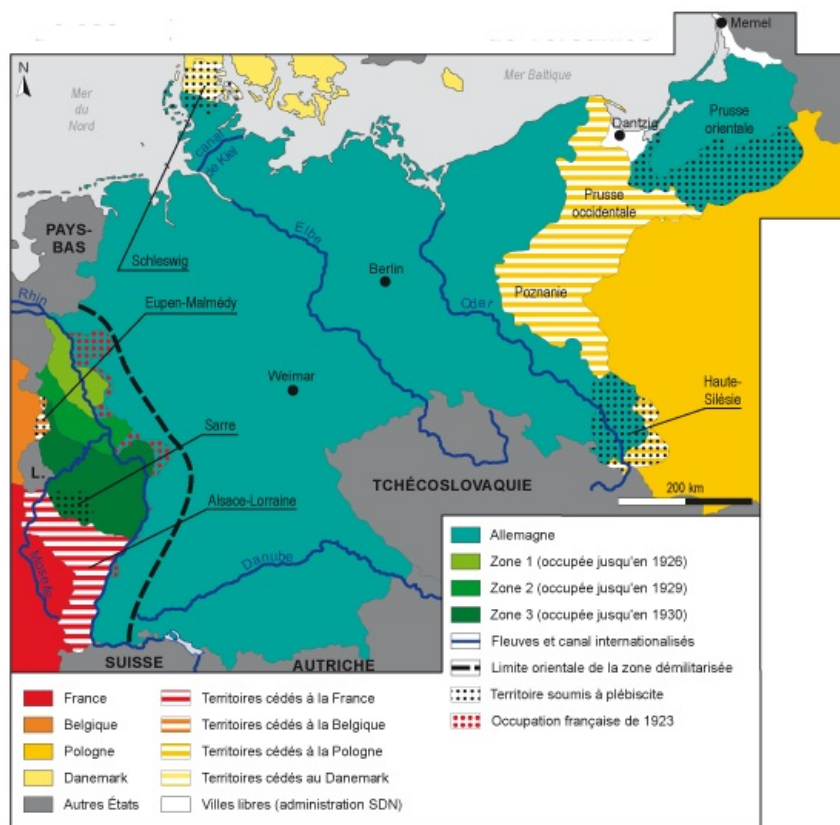 Memel
N
Mer
du
Nord
Mer Baltique
Prusse
orientale
Dantzig
canal
de Kiel
Prusse
occidentale
PAYS-
BAS
Schleswig
Elbe
Berlin
Rhin
Eupen-Malmédy
Oder
Poznanie
Weimar
Haute-
Silésie
Sarre
L.
TCHÉCOSLOVAQUIE
200 km
Alsace-Lorraine
Moselle
Danube
SUISSE
AUTRICHE
Allemagne
Zone 1 (occupée jusqu'en 1926)
Zone 2 (occupée jusqu'en 1929)
Zone 3 (occupée jusqu'en 1930)
Fleuves et canal internationalisés
Limite orientale de la zone démilitarisée
Territoire soumis à plébiscite
Occupation française de 1923
France
Belgique
Pologne
Danemark
Autres États
Territoires cédés à la France
Territoires cédés à la Belgique
Territoires cédés à la Pologne
Territoires cédés au Danemark
Villes libres (administration SDN)